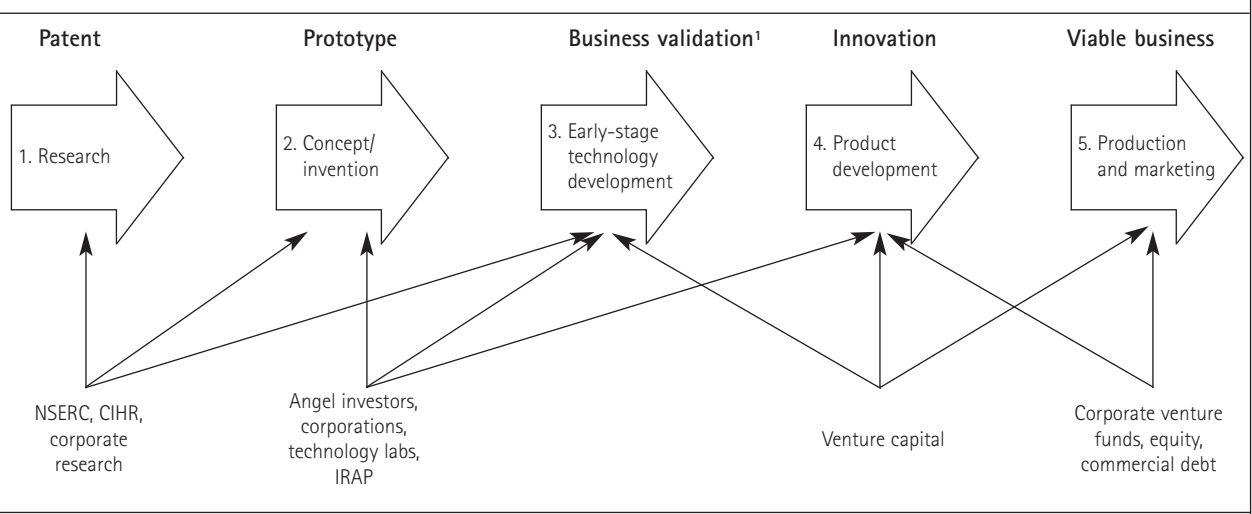 Patent
Prototype
Business validation¹
Innovation
Viable business
1. Research
2. Concept/
invention
3. Early-stage
technology
development
4. Product
development
5. Production
and marketing
NSERC, CIHR,
corporate
research
Angel investors,
corporations,
technology labs,
IRAP
Venture capital
Corporate venture
funds, equity,
commercial debt